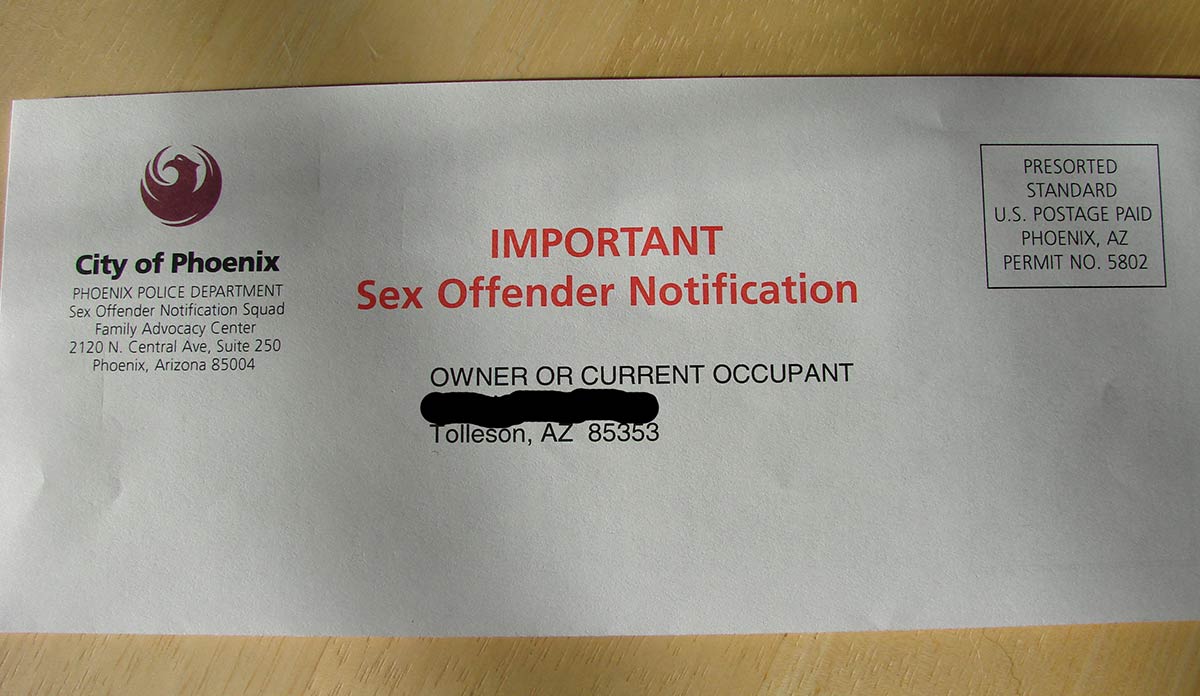 City of Phoenix
PHOENIX POLICE DEPARTMENT
Sex Offender Notification Squad
Family Advocacy Center
2120 N. Central Ave, Suite 250
Phoenix, Arizona 85004
IMPORTANT
Sex Offender Notification
PRESORTED
STANDARD
U.S. POSTAGE PAID
PHOENIX, AZ
PERMIT NO. 5802
OWNER OR CURRENT OCCUPANT
Tolleson, AZ 85353